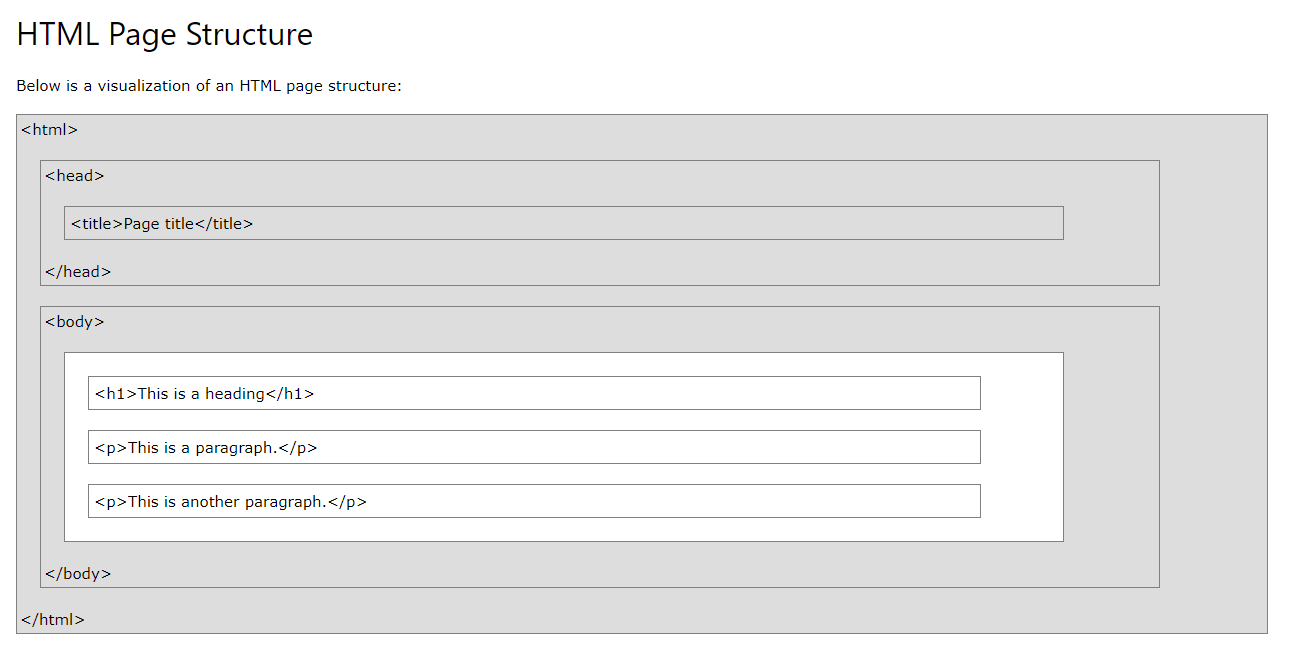 HTML Page Structure
Below is a visualization of an HTML page structure:
<html>
<head>
<title>Page title</title>
</head>
<body>
<h1>This is a heading</h1>
<p>This is a paragraph.</p>
<p>This is another paragraph.</p>
</body>
</html>